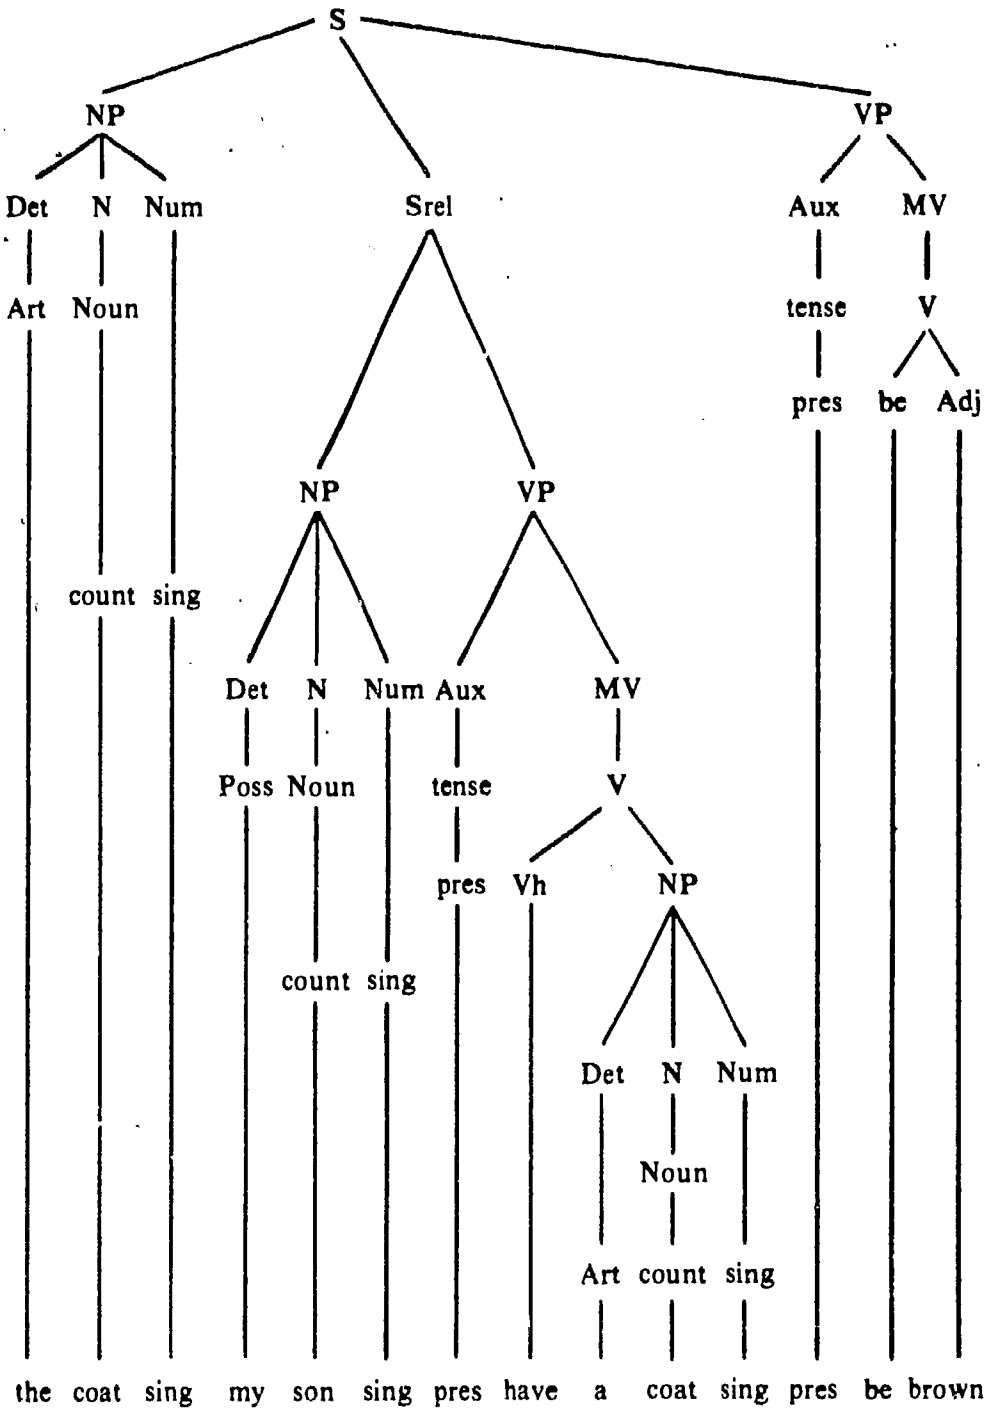 S
NP VP
Det N Num Srel Aux MV
Art Noun tense V
pres be Adj
NP VP
count sing
Det N Num Aux MV
Poss Noun tense V
pres Vh NP
count sing
Det N Num
Noun
Art count sing
the coat sing my son sing pres have a coat sing pres be brown